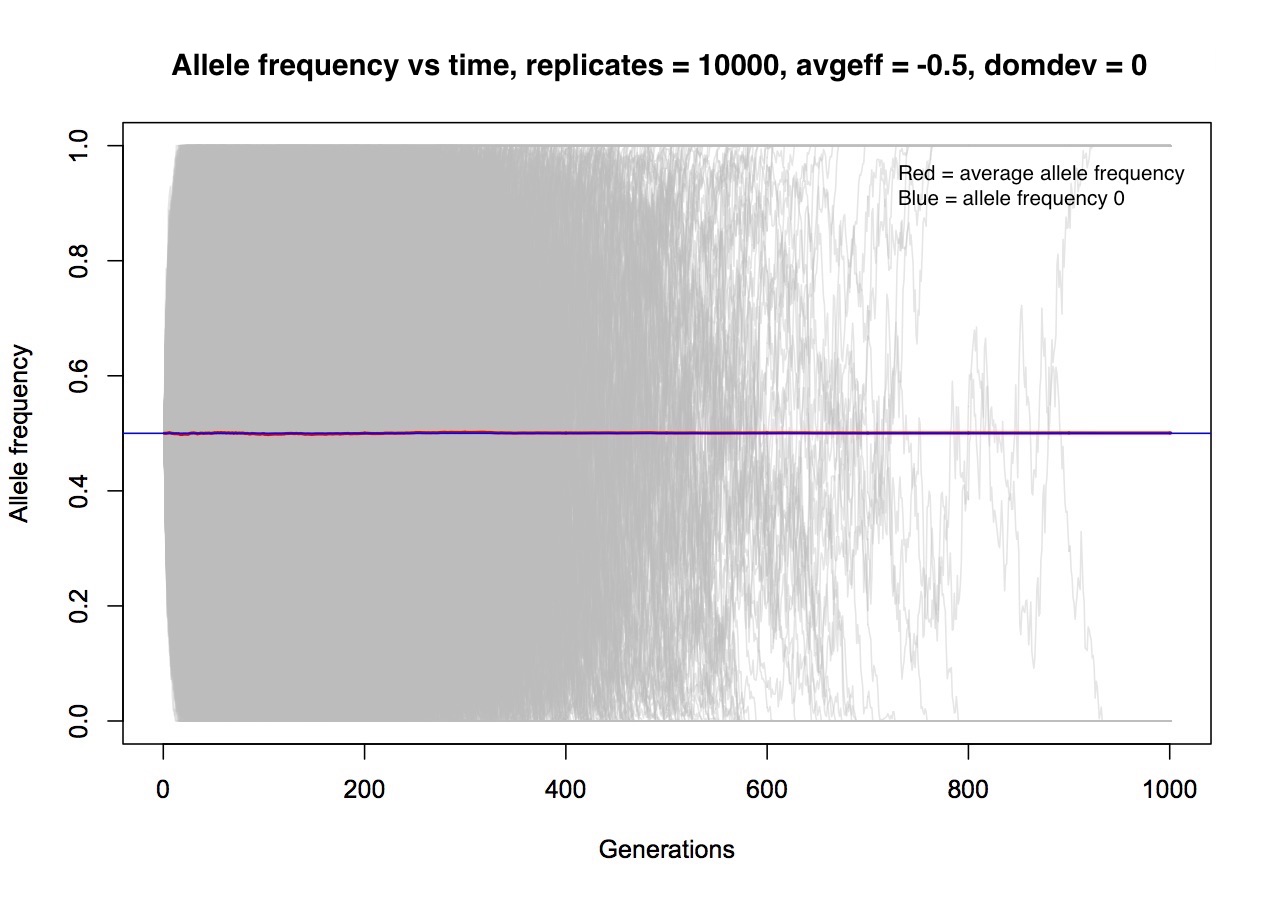 Allele frequency vs time, replicates = 10000, avgeff = -0.5, domdev = 0
Red = average allele frequency
Blue = allele frequency 0
Allele frequency
1.0
0.8
0.6
0.4
0.2
0.0
0 200 400 600 800 1000
Generations